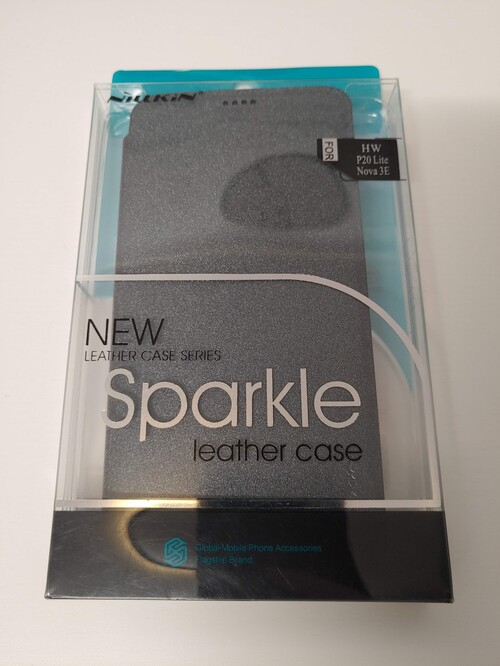 NiLLKiN
FOR
HW
P20 Lite
Nova 3E
NEW
LEATHER CASE SERIES
Sparkle
leather case
Global-Mobile Phone Accessories
Flagship Brand